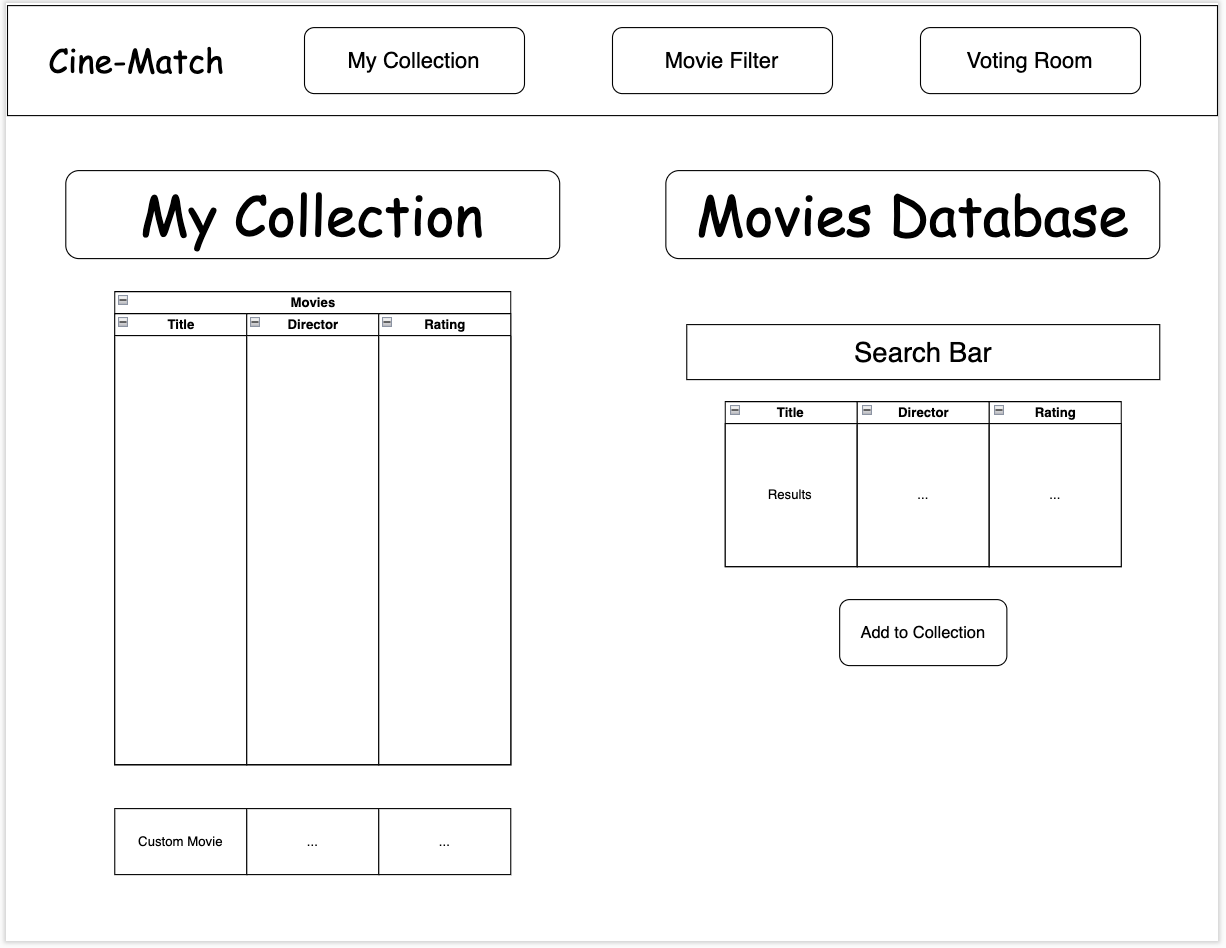 Cine-Match
My Collection
Movie Filter
Voting Room
My Collection
Movies
Title Director Rating
Custom Movie ... ...
Movies Database
Search Bar
Title Director Rating
Results ... ...
Add to Collection